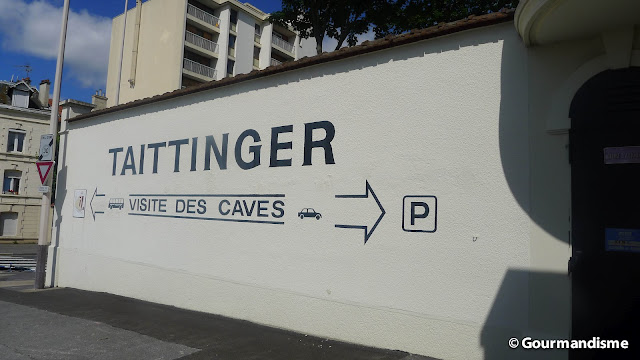 TAITTINGER
VISITE DES CAVES
P
© Gourmandisme